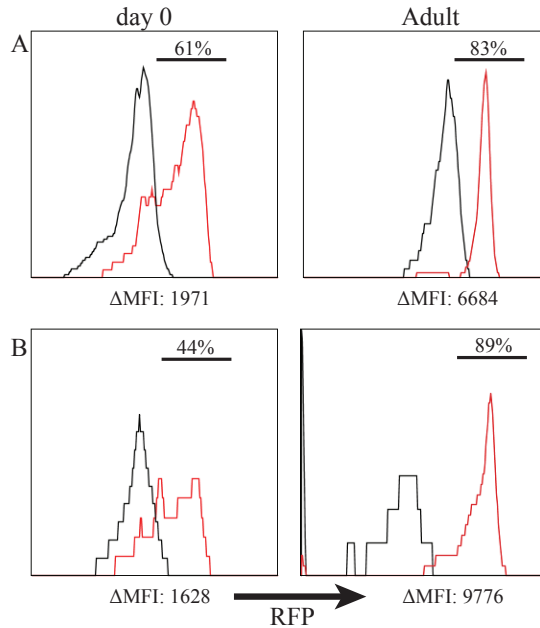 day 0
Adult
A
61%
83%
ΔMFI: 1971
ΔMFI: 6684
B
44%
89%
ΔMFI: 1628
ΔMFI: 9776
RFP